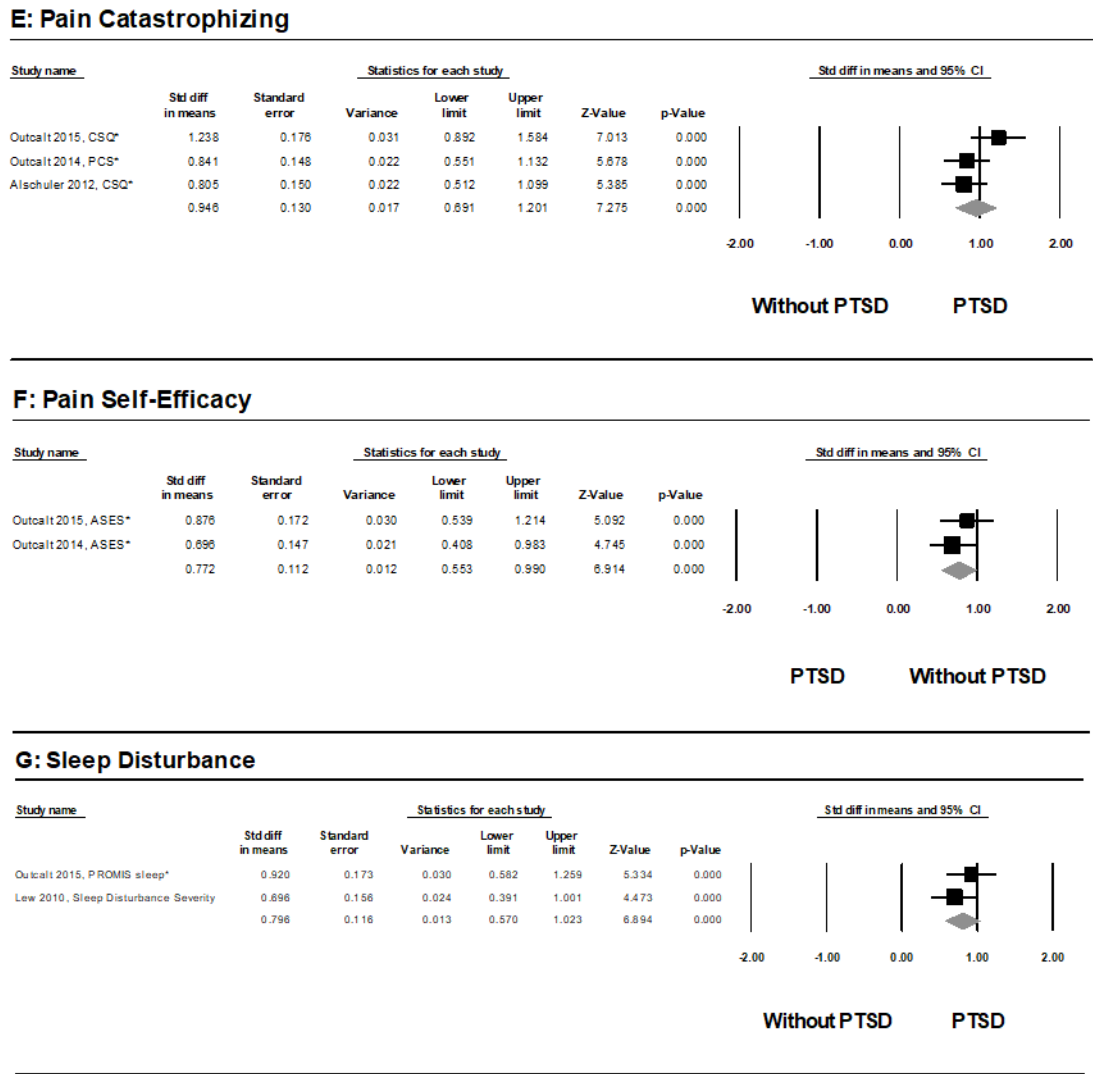 E: Pain Catastrophizing
Study name Statistics for each study Std diff in means and 95% CI
Std diff in means Standard error Variance Lower limit Upper limit Z-Value p-Value
Outcalt 2015, CSQ* 1.238 0.176 0.031 0.892 1.584 7.013 0.000
Outcalt 2014, PCS* 0.841 0.148 0.022 0.551 1.132 5.678 0.000
Alschuler 2012, CSQ* 0.805 0.150 0.022 0.512 1.099 5.385 0.000
0.946 0.130 0.017 0.691 1.201 7.275 0.000
-2.00 -1.00 0.00 1.00 2.00
Without PTSD PTSD
F: Pain Self-Efficacy
Study name Statistics for each study Std diff in means and 95% CI
Std diff in means Standard error Variance Lower limit Upper limit Z-Value p-Value
Outcalt 2015, ASES* 0.876 0.172 0.030 0.539 1.214 5.092 0.000
Outcalt 2014, ASES* 0.696 0.147 0.021 0.408 0.983 4.745 0.000
0.772 0.112 0.012 0.553 0.990 6.914 0.000
-2.00 -1.00 0.00 1.00 2.00
PTSD Without PTSD
G: Sleep Disturbance
Study name Statistics for each study Std diff in means and 95% CI
Std diff in means Standard error Variance Lower limit Upper limit Z-Value p-Value
Outcalt 2015, PROMIS sleep* 0.920 0.173 0.030 0.582 1.259 5.334 0.000
Lew 2010, Sleep Disturbance Severity 0.696 0.156 0.024 0.391 1.001 4.473 0.000
0.796 0.116 0.013 0.570 1.023 6.894 0.000
-2.00 -1.00 0.00 1.00 2.00
Without PTSD PTSD